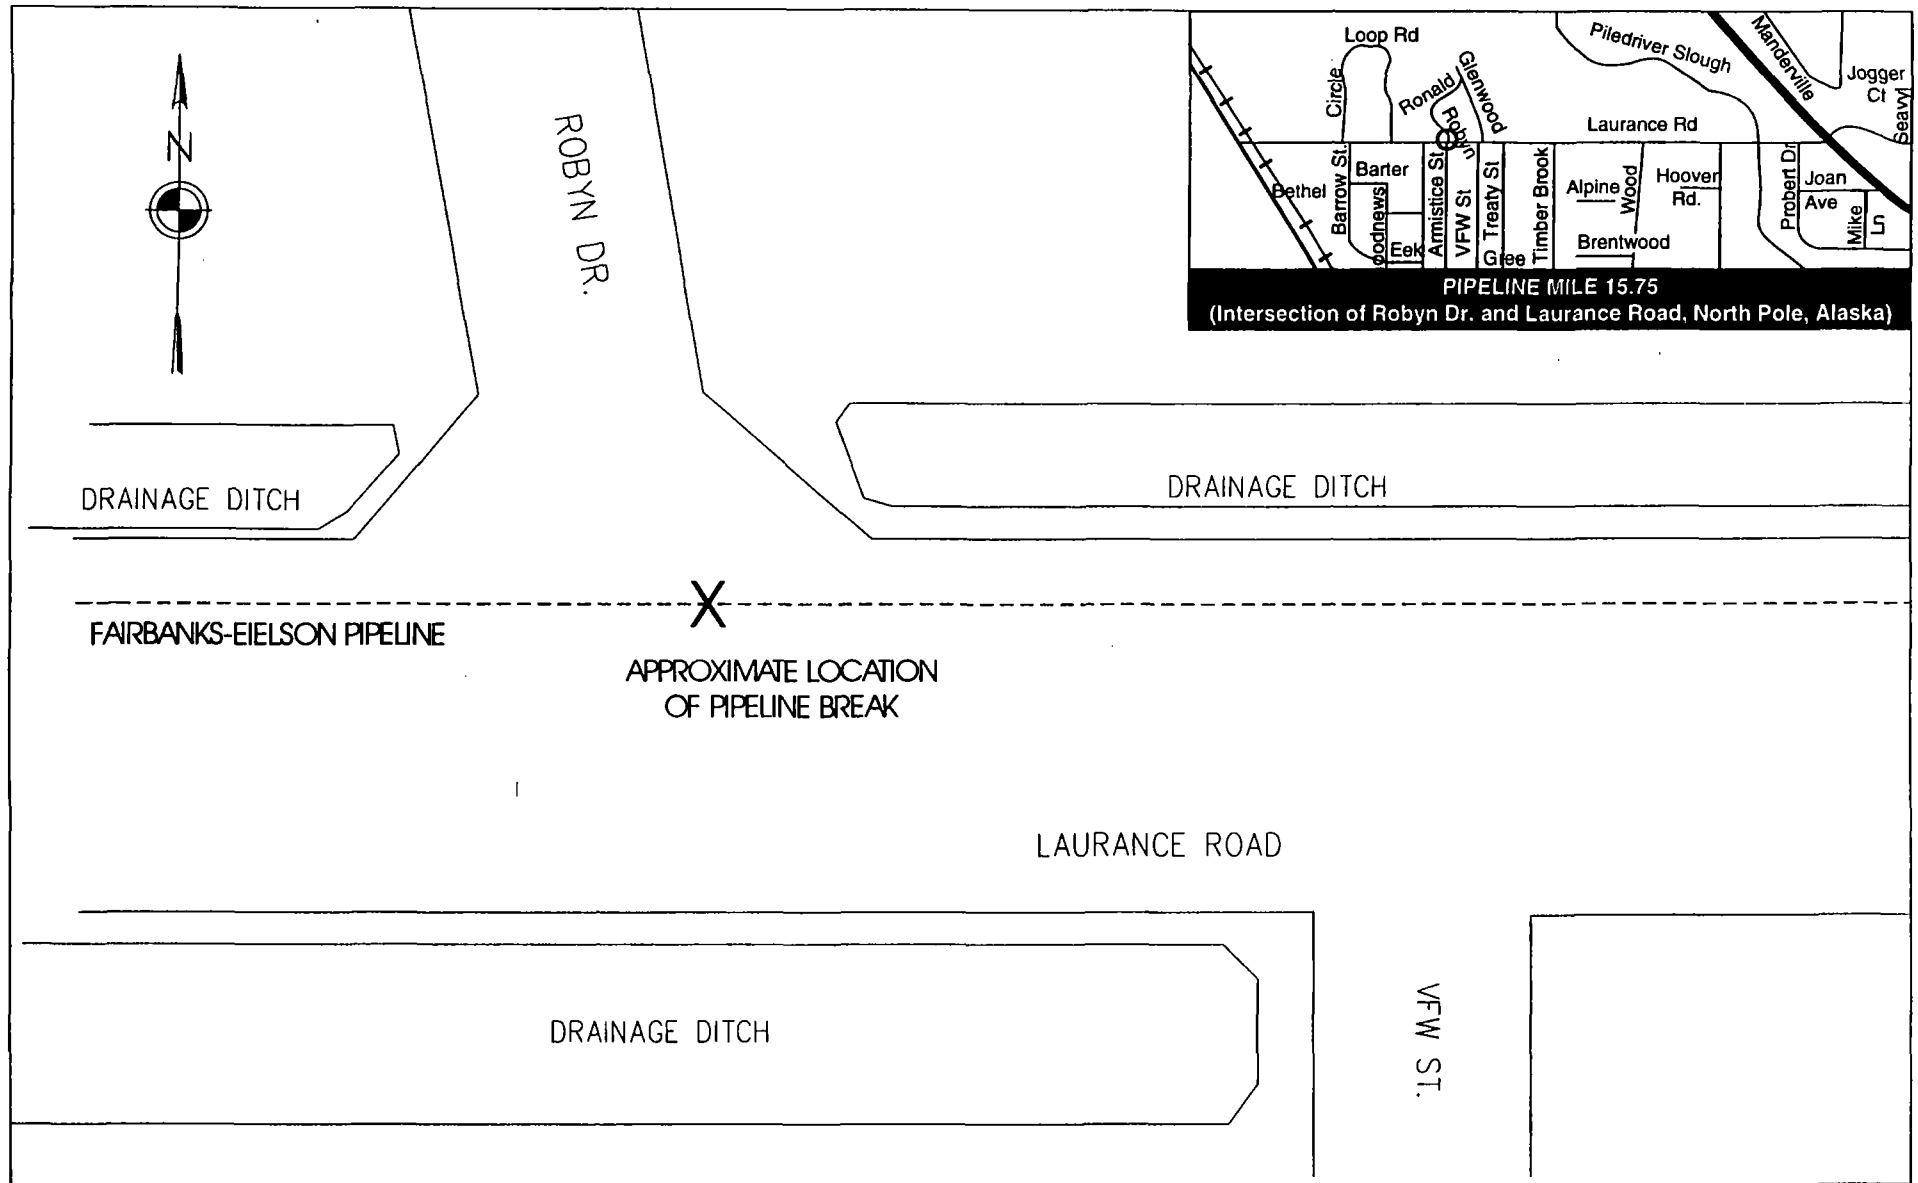 N
ROBYN DR.
DRAINAGE DITCH
DRAINAGE DITCH
FAIRBANKS-EIELSON PIPELINE
X
APPROXIMATE LOCATION
OF PIPELINE BREAK
LAURANCE ROAD
DRAINAGE DITCH
VFW ST.
Loop Rd
Circle
Ronald
Glenwood
Robyn
Piledriver Slough
Manderville
Jogger
Ct
Seavy
Laurance Rd
Bethel
Barrow St.
Barter
oodnews
Eek
Armistice St
VFW St
Treaty St
Gree
Timber Brook
Alpine
Wood
Brentwood
Hoover
Rd.
Probert Dr
Joan
Ave
Mike
Ln
PIPELINE MILE 15.75
(Intersection of Robyn Dr. and Laurance Road, North Pole, Alaska)